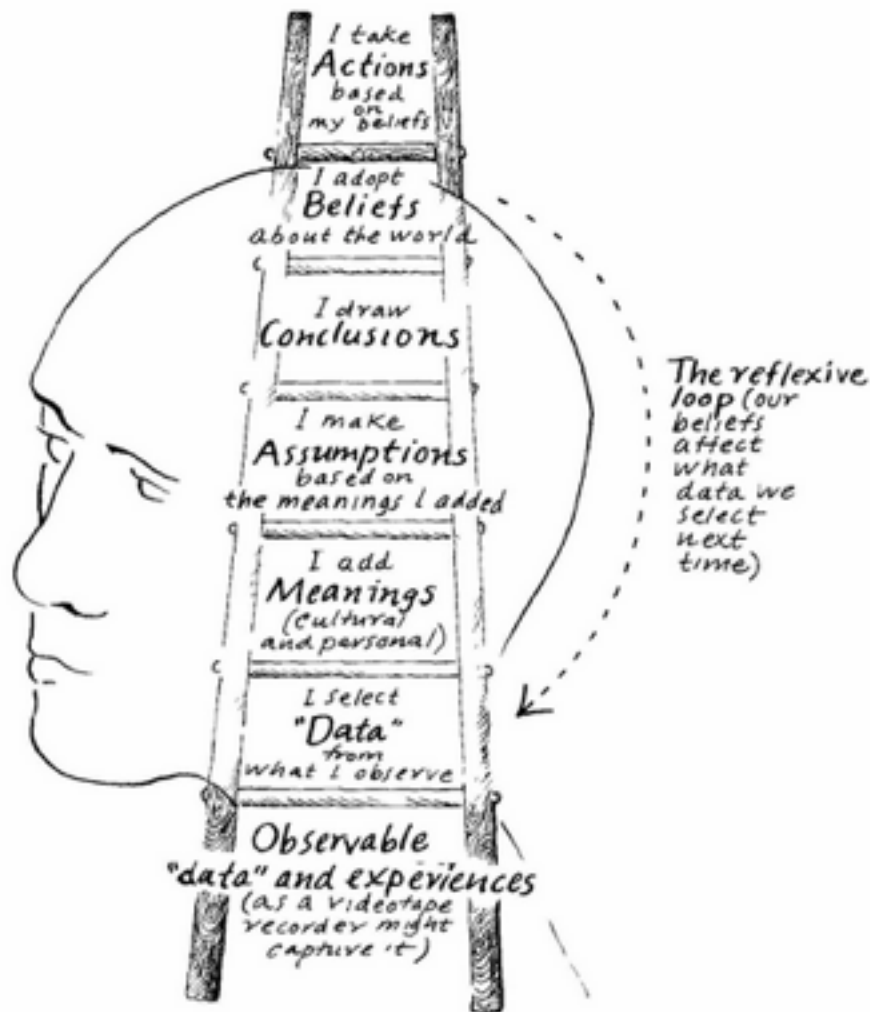 I take
Actions
based
on
my beliefs
I adopt
Beliefs
about the world
I draw
Conclusions
I make
Assumptions
based on
the meanings I added
I add
Meanings
(cultural
and personal)
I select
"Data"
from
what I observe
Observable
"data" and experiences
(as a videotape
recorder might
capture it)
The reflexive
loop (our
beliefs
affect
what
data we
select
next
time)